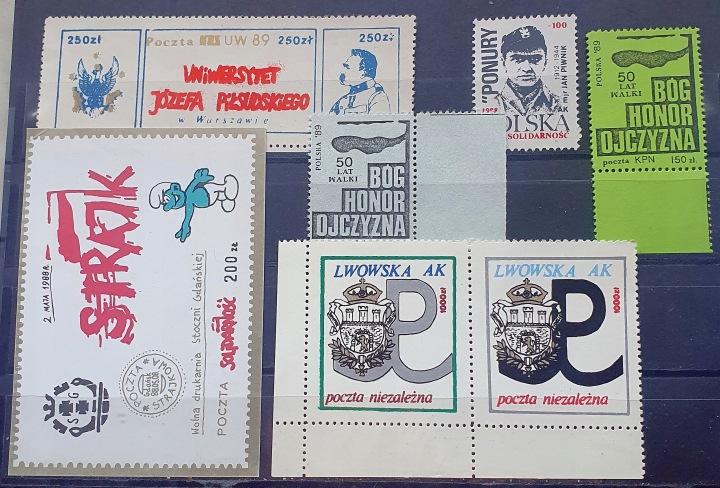 250zł
Poczta NZS UW 89
250zł
250zł
UNIWERSYTET
JÓZEFA PIŁSUDSKIEGO
w Warszawie
-100
"PONURY"
1912-1944
mjr JAN PIWNIK
AK
1989
POLSKA
SOLIDARNOŚĆ
POLSKA '89
50
LAT
WALKI
BÓG
HONOR
OJCZYZNA
poczta KPN 150 zł
POLSKA '89
50
LAT
WALKI
BÓG
HONOR
OJCZYZNA
STRAJK
2 MAJA 1988 R.
Wolna drukarnia Stoczni Gdańskiej
POCZTA SOLIDARNOŚĆ 200 zł
POCZTA
STRAJKOWA
S G
LWOWSKA AK
1000zł
poczta niezależna
LWOWSKA AK
1000zł
poczta niezależna